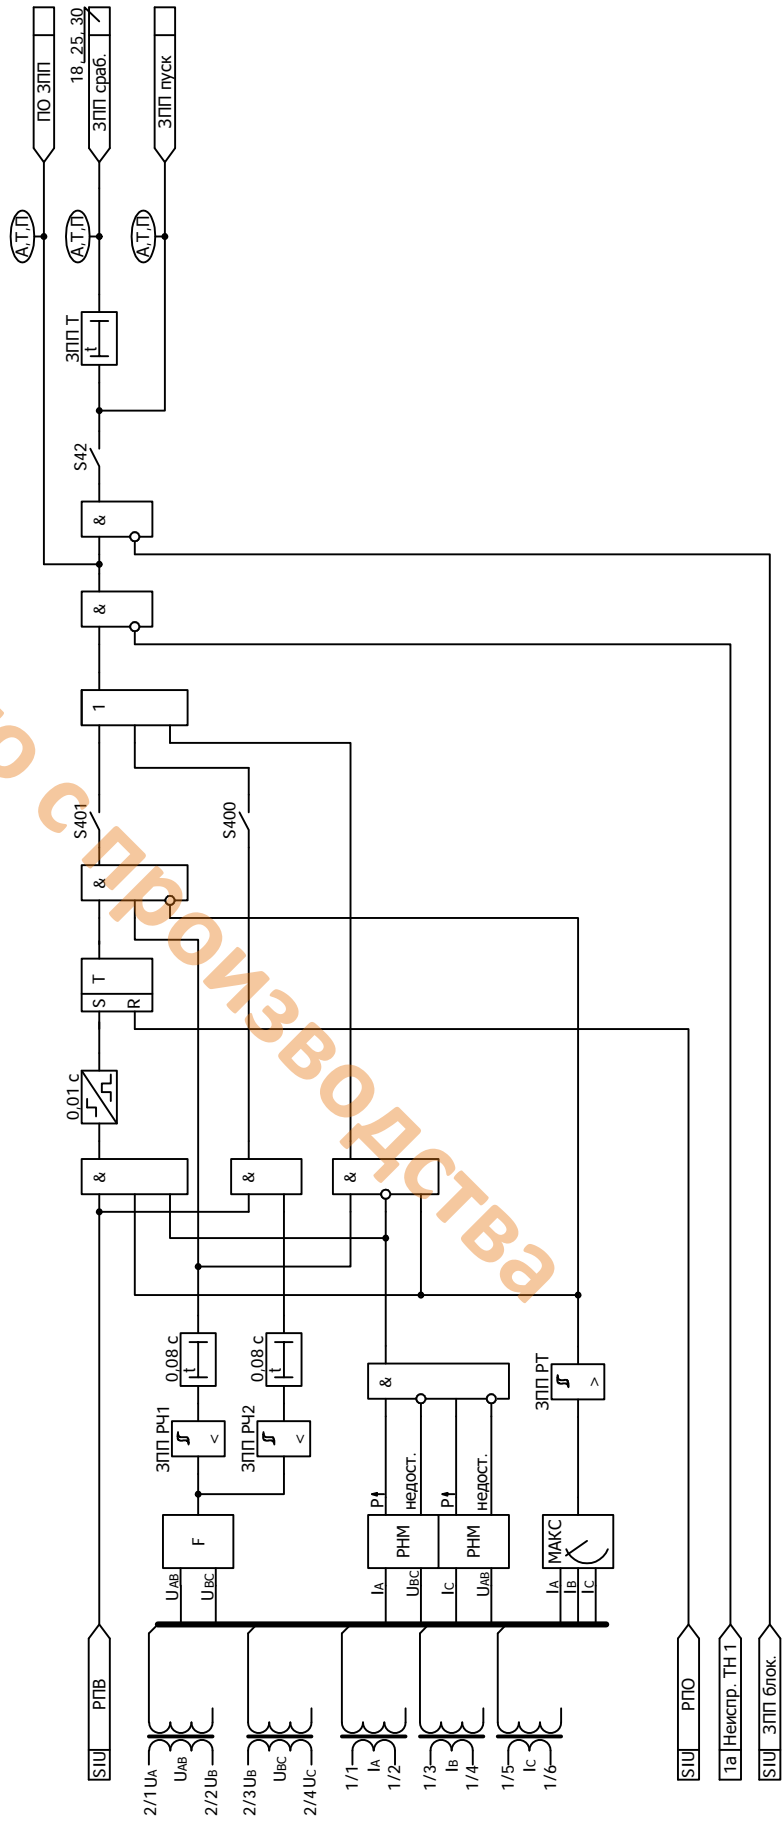 ПО ЗПП
18, 25, 30
ЗПП сраб.
ЗПП пуск
А,Т,П
А,Т,П
А,Т,П
ЗПП Т
t
S42
&
&
1
S401
S400
&
T
S
R
0,01 с
&
&
&
0,08 с
t
0,08 с
t
ЗПП РЧ1
<
ЗПП РЧ2
<
&
ЗПП РТ
>
F
UAB
UBC
P
недост.
P
недост.
РНМ
РНМ
IA
UBC
IC
UAB
МАКС
IA
IB
IC
SIU РПВ
2/1 UA
UAB
2/2 UB
2/3 UB
UBC
2/4 UC
1/1
IA
1/2
1/3
IB
1/4
1/5
IC
1/6
SIU РПО
1а Неиспр. ТН 1
SIU ЗПП блок.
о с производства